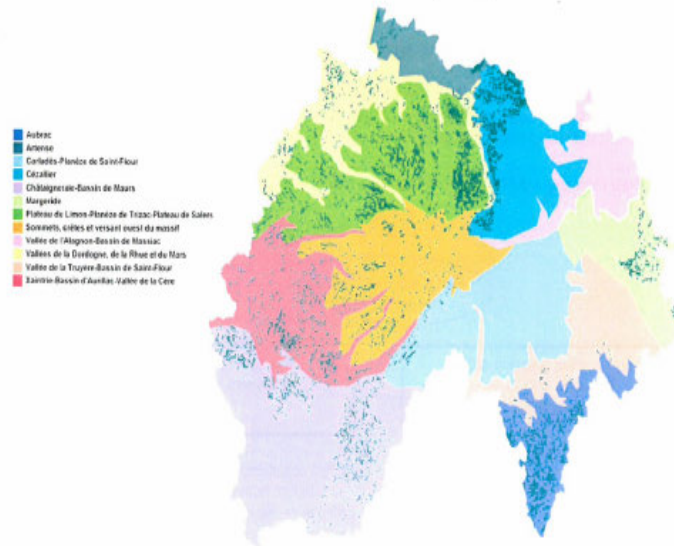 Aubrac
Artense
Carladès-Planèze de Saint-Flour
Cézallier
Châtaigneraie-Bassin de Maurs
Margeride
Plateau du Limon-Planèze de Trizac-Plateau de Salers
Sommets, crêtes et versant ouest du massif
Vallée de l'Alagnon-Bassin de Massiac
Vallées de la Dordogne, de la Rhue et du Mars
Vallée de la Truyère-Bassin de Saint-Flour
Xaintrie-Bassin d'Aurillac-Vallée de la Cère